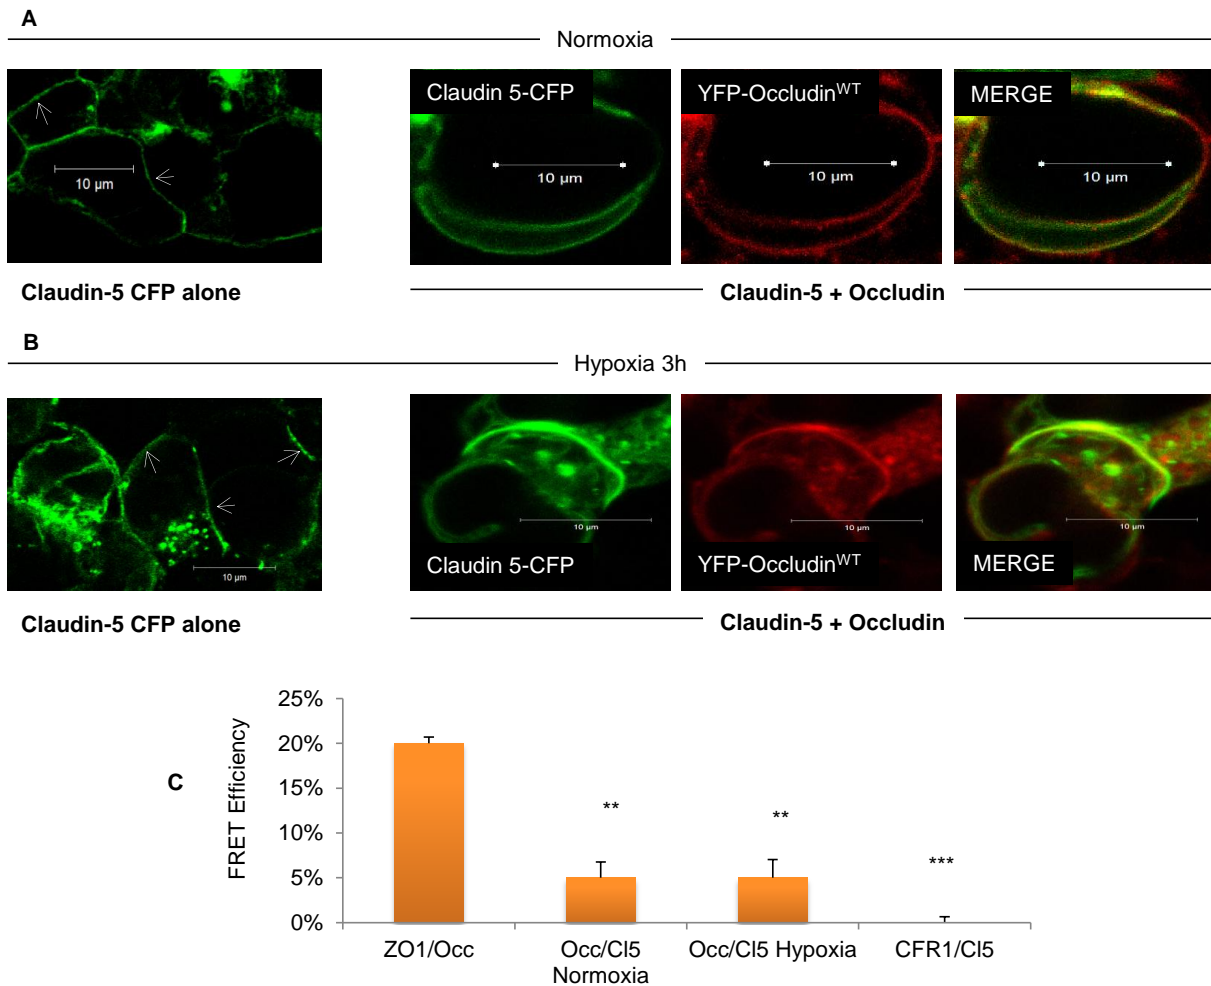 A
Normoxia
Claudin 5-CFP
YFP-Occludin^WT
MERGE
10 µm
10 µm
10 µm
10 µm
Claudin-5 CFP alone
Claudin-5 + Occludin
B
Hypoxia 3h
10 µm
10 µm
10 µm
10 µm
Claudin 5-CFP
YFP-Occludin^WT
MERGE
Claudin-5 CFP alone
Claudin-5 + Occludin
C
FRET Efficiency
25%
20%
15%
10%
5%
0%
**
**
***
ZO1/Occ
Occ/Cl5 Normoxia
Occ/Cl5 Hypoxia
CFR1/Cl5